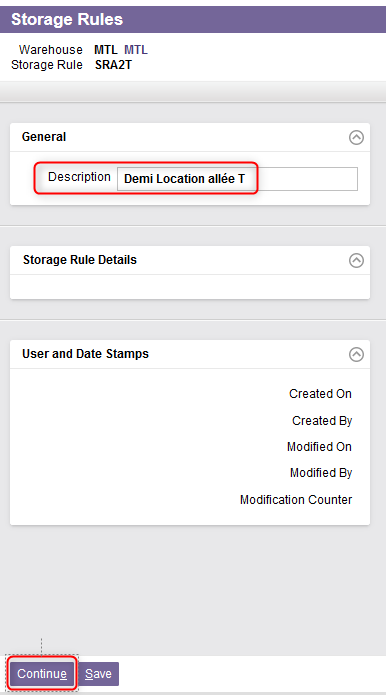 Storage Rules
Warehouse MTL MTL
Storage Rule SRA2T
General
Description Demi Location allée T
Storage Rule Details
User and Date Stamps
Created On
Created By
Modified On
Modified By
Modification Counter
Continue Save